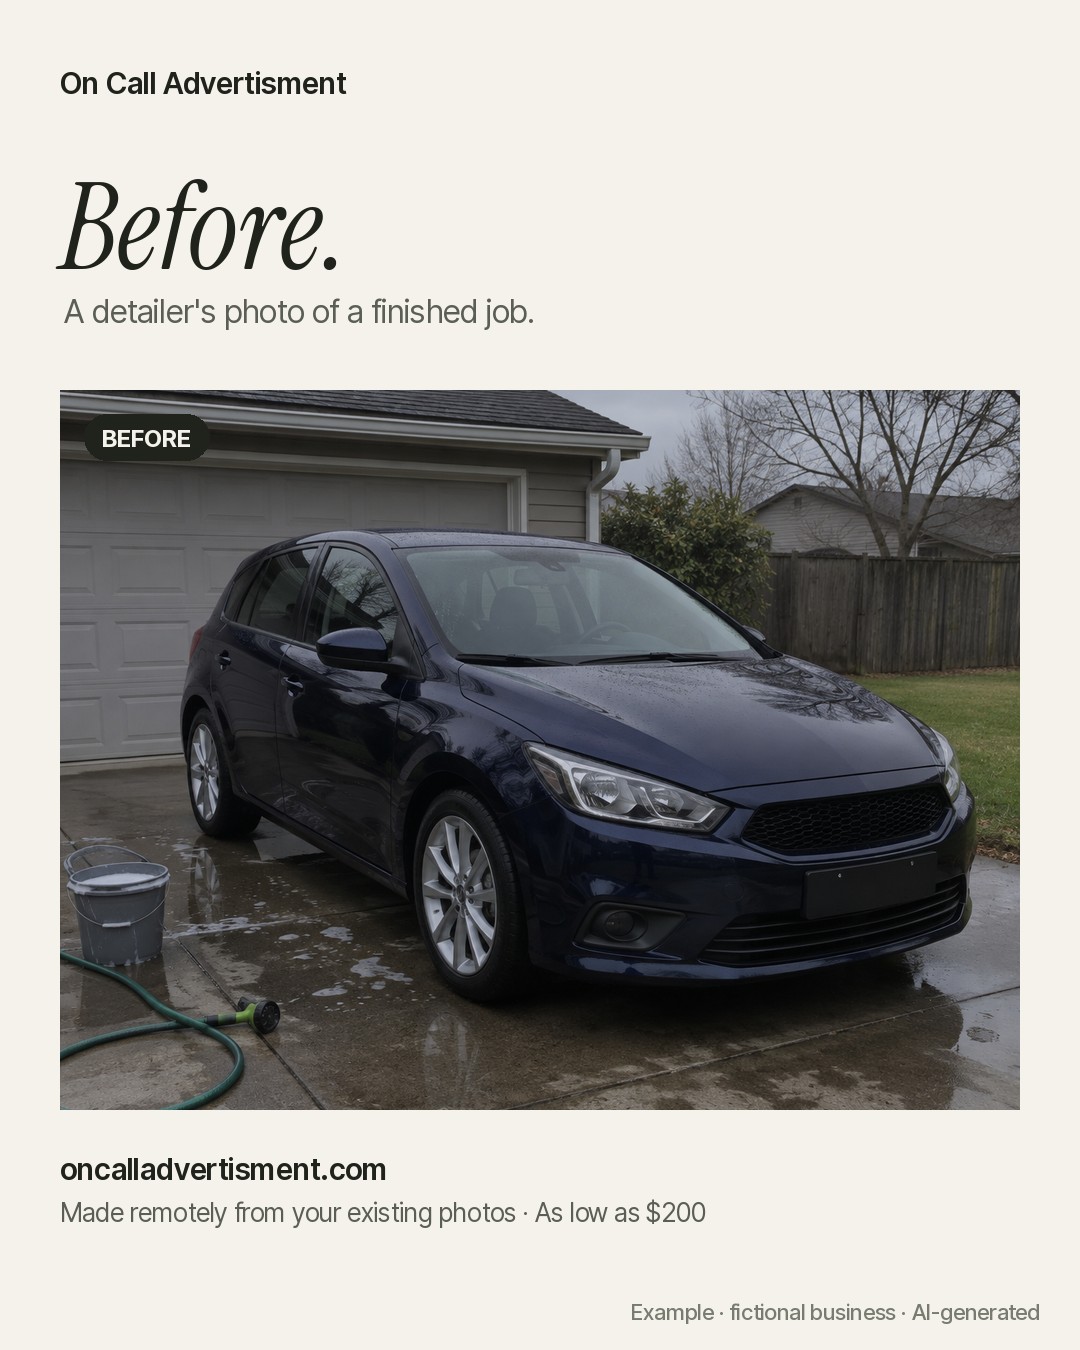 On Call Advertisment
Before.
A detailer's photo of a finished job.
BEFORE
oncalladvertisment.com
Made remotely from your existing photos · As low as $200
Example · fictional business · AI-generated